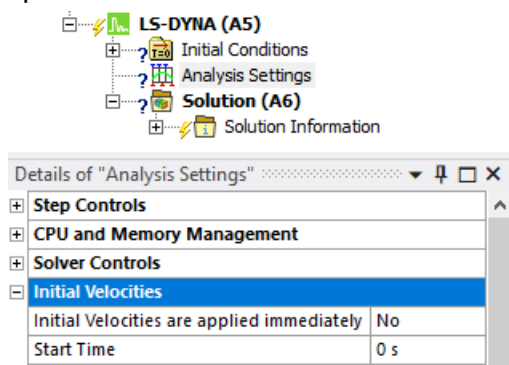 LS-DYNA (A5)
Initial Conditions
Analysis Settings
Solution (A6)
Solution Information
Details of "Analysis Settings"
Step Controls
CPU and Memory Management
Solver Controls
Initial Velocities
Initial Velocities are applied immediately No
Start Time 0 s